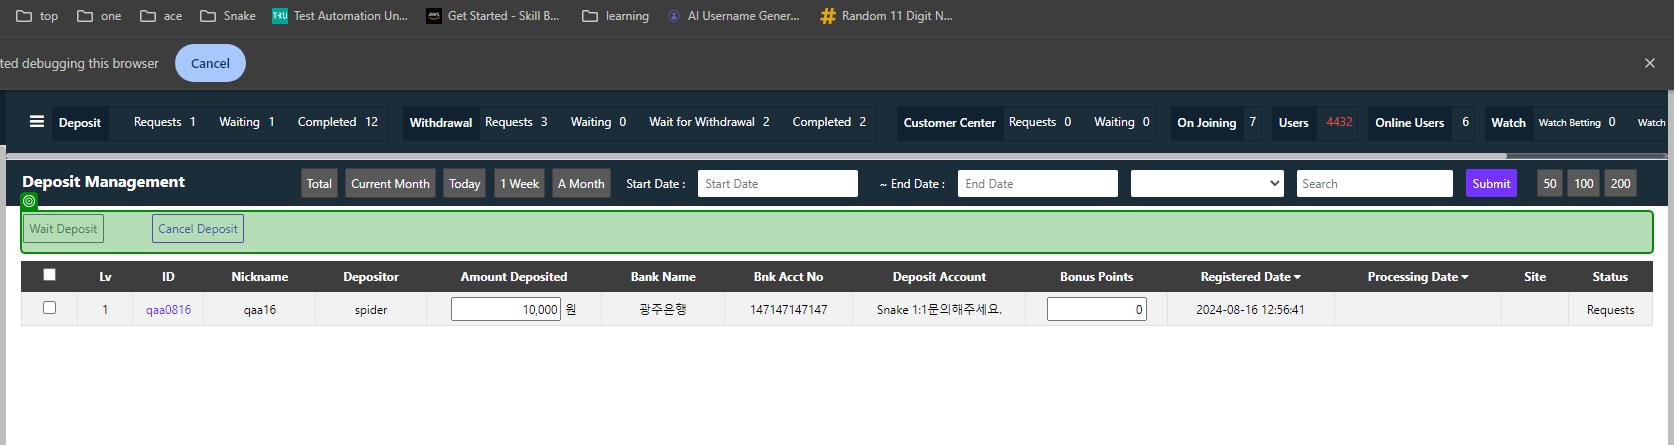 top one ace Snake Test Automation Un... Get Started - Skill B... learning AI Username Gener... Random 11 Digit N...
ted debugging this browser Cancel
Deposit Requests 1 Waiting 1 Completed 12 Withdrawal Requests 3 Waiting 0 Wait for Withdrawal 2 Completed 2 Customer Center Requests 0 Waiting 0 On Joining 7 Users 4432 Online Users 6 Watch Watch Betting 0 Watch
Deposit Management Total Current Month Today 1 Week A Month Start Date : Start Date ~ End Date : End Date Search Submit 50 100 200
Wait Deposit Cancel Deposit
Lv ID Nickname Depositor Amount Deposited Bank Name Bnk Acct No Deposit Account Bonus Points Registered Date Processing Date Site Status
1 qaa0816 qaa16 spider 10,000 원 광주은행 147147147147 Snake 1:1문의해주세요. 0 2024-08-16 12:56:41 Requests